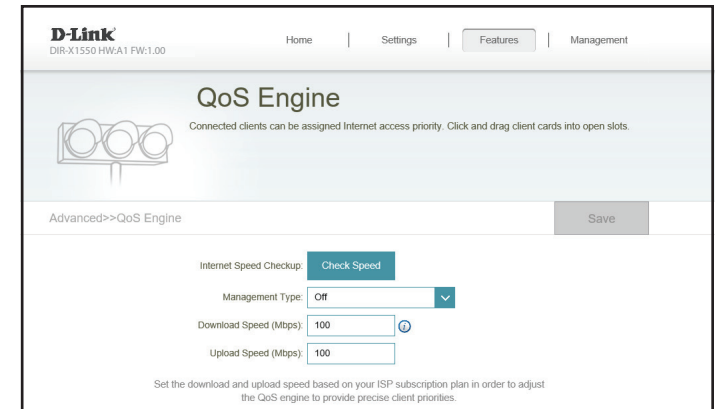 D-Link
DIR-X1550 HW:A1 FW:1.00
Home | Settings | Features | Management
QoS Engine
Connected clients can be assigned Internet access priority. Click and drag client cards into open slots.
Advanced>>QoS Engine
Save
Internet Speed Checkup: Check Speed
Management Type: Off
Download Speed (Mbps): 100 i
Upload Speed (Mbps): 100
Set the download and upload speed based on your ISP subscription plan in order to adjust
the QoS engine to provide precise client priorities.